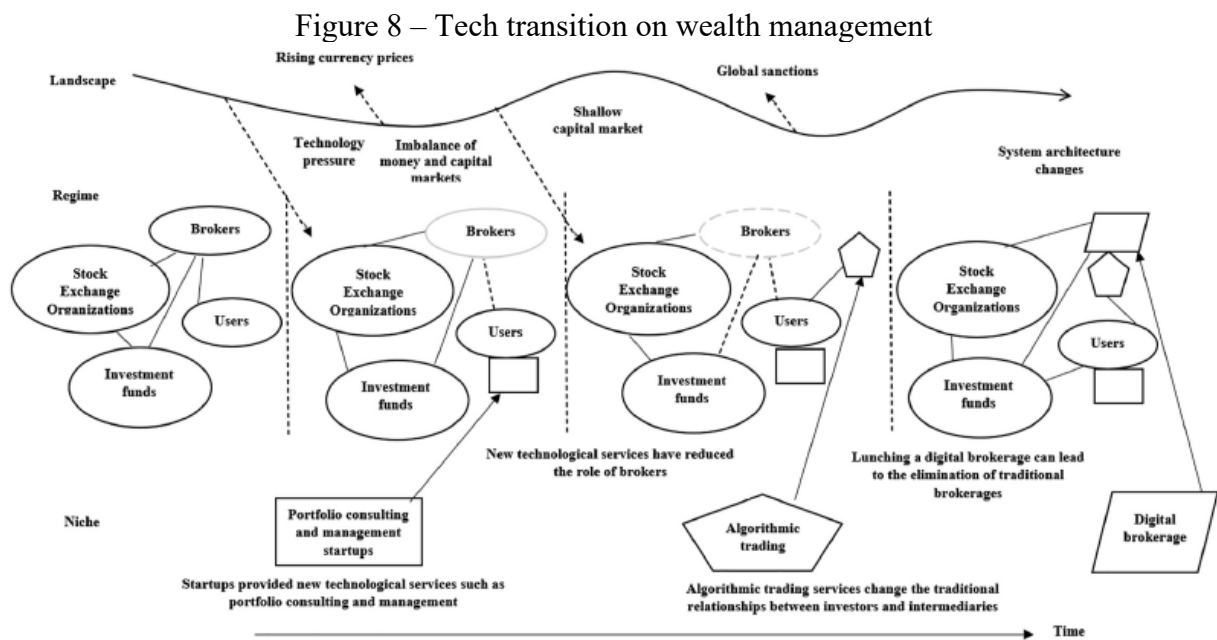 Figure 8 – Tech transition on wealth management
Rising currency prices
Landscape
Global sanctions
Shallow
capital market
Technology
pressure
Imbalance of
money and capital
markets
System architecture
changes
Regime
Brokers
Stock
Exchange
Organizations
Users
Investment
funds
Brokers
Stock
Exchange
Organizations
Users
Investment
funds
Brokers
Stock
Exchange
Organizations
Users
Investment
funds
Stock
Exchange
Organizations
Users
Investment
funds
New technological services have reduced
the role of brokers
Lunching a digital brokerage can lead
to the elimination of traditional
brokerages
Niche
Portfolio consulting
and management
startups
Algorithmic
trading
Digital
brokerage
Startups provided new technological services such as
portfolio consulting and management
Algorithmic trading services change the traditional
relationships between investors and intermediaries
Time